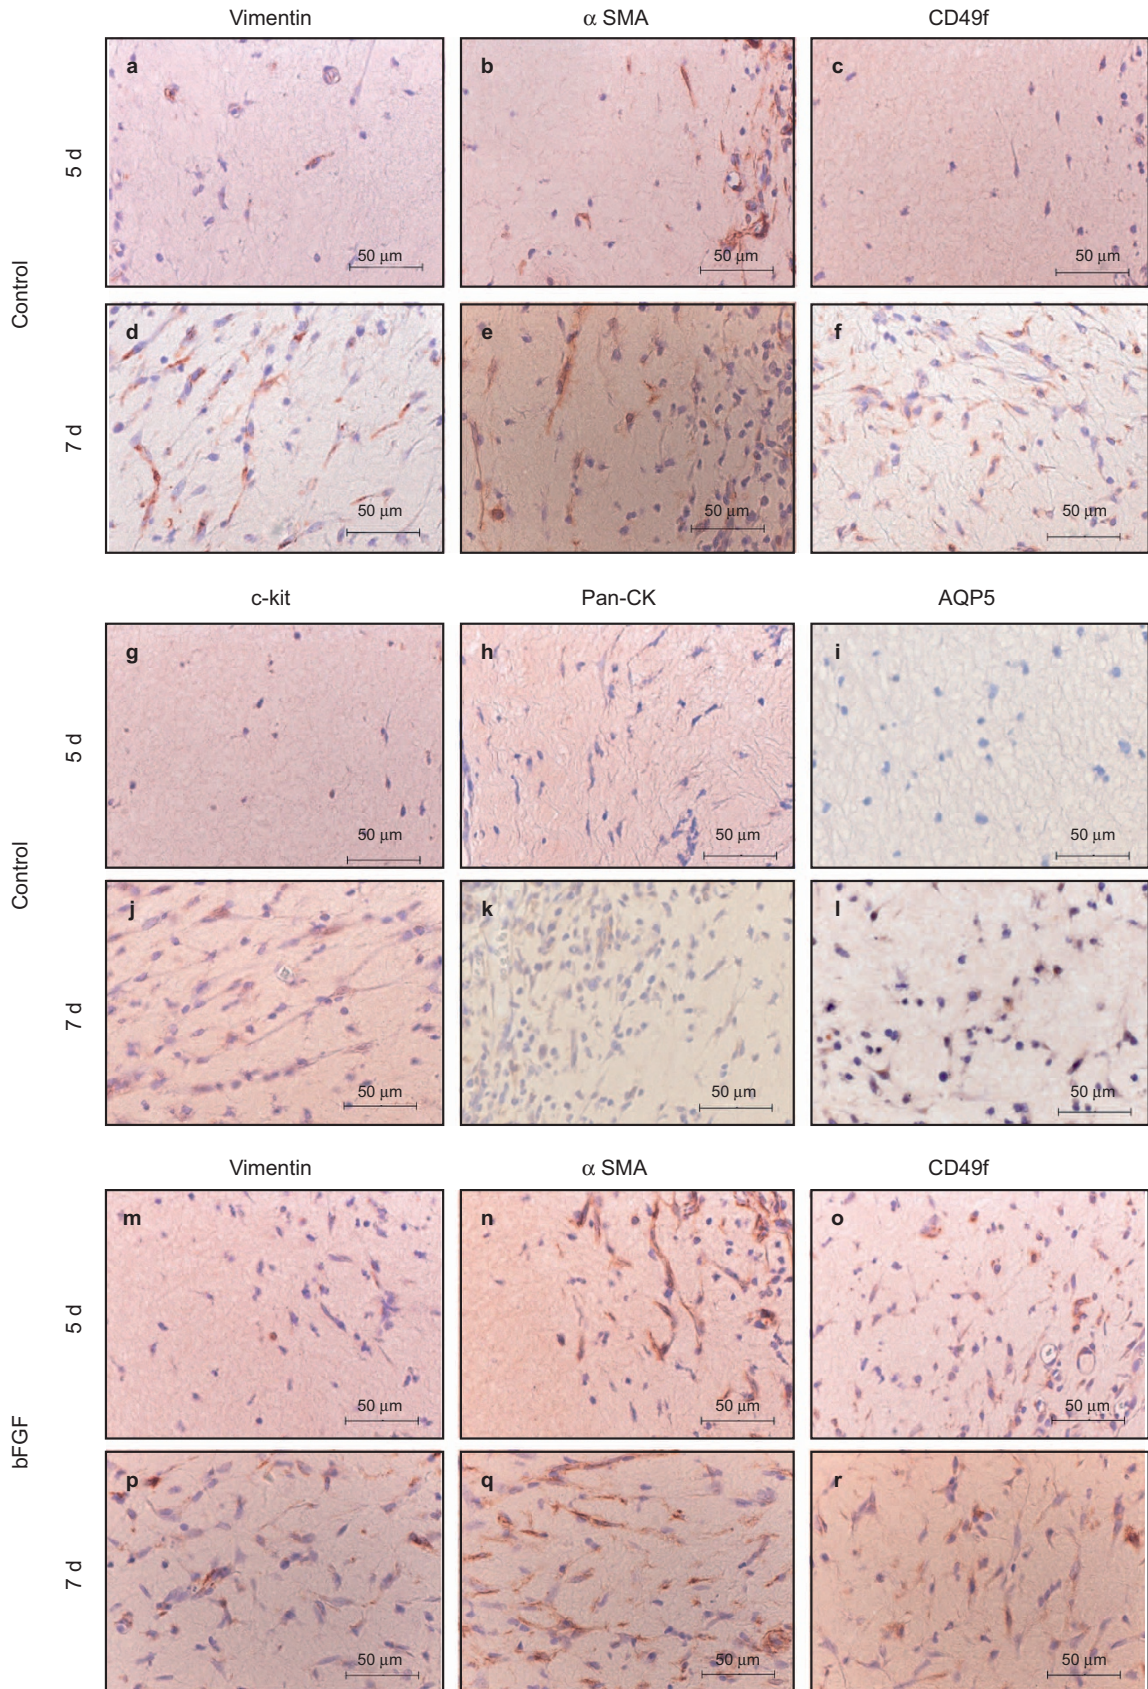 Vimentin α SMA CD49f
Control
5 d
a 50 µm b 50 µm c 50 µm
7 d
d 50 µm e 50 µm f 50 µm
c-kit Pan-CK AQP5
Control
5 d
g 50 µm h 50 µm i 50 µm
7 d
j 50 µm k 50 µm l 50 µm
Vimentin α SMA CD49f
bFGF
5 d
m 50 µm n 50 µm o 50 µm
7 d
p 50 µm q 50 µm r 50 µm